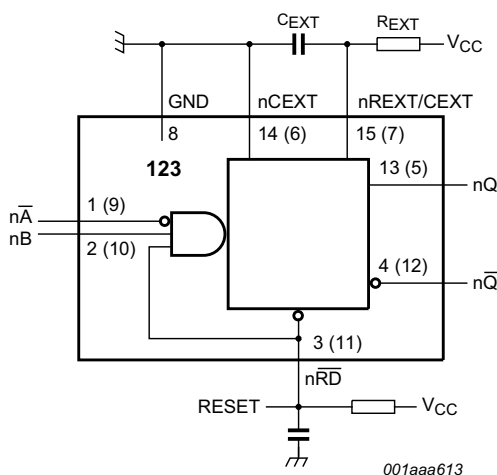 CEXT
REXT
VCC
GND
nCEXT
nREXT/CEXT
8
14 (6)
15 (7)
123
13 (5)
nQ
nA̅
1 (9)
nB
2 (10)
4 (12)
nQ̅
3 (11)
nR̅D̅
RESET
VCC
001aaa613